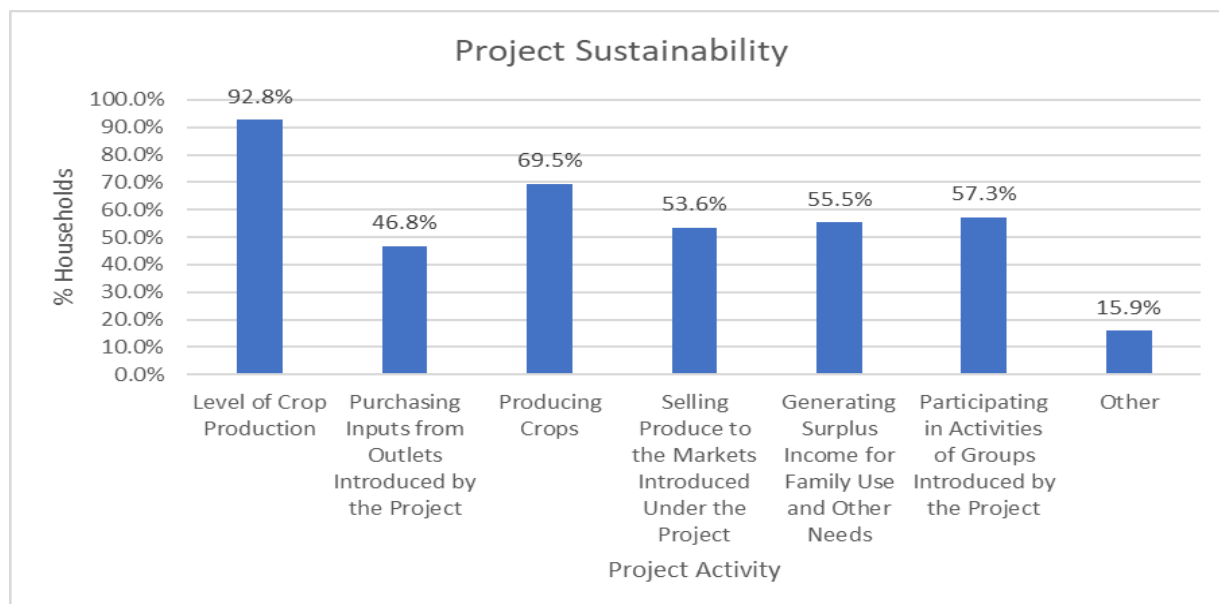 Project Sustainability
% Households
100.0%
90.0%
80.0%
70.0%
60.0%
50.0%
40.0%
30.0%
20.0%
10.0%
0.0%
92.8%
46.8%
69.5%
53.6%
55.5%
57.3%
15.9%
Level of Crop
Production
Purchasing
Inputs from
Outlets
Introduced by
the Project
Producing
Crops
Selling
Produce to
the Markets
Introduced
Under the
Project
Generating
Surplus
Income for
Family Use
and Other
Needs
Participating
in Activities
of Groups
Introduced by
the Project
Other
Project Activity